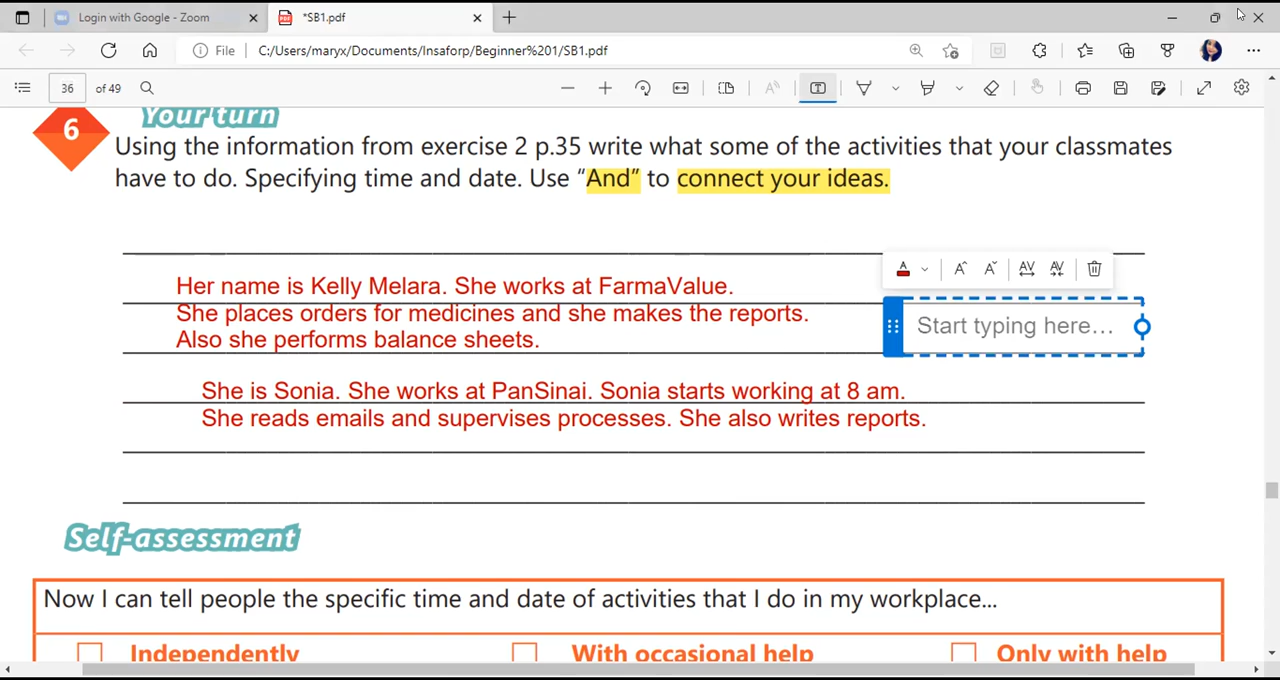 Login with Google - Zoom
*SB1.pdf
File
C:/Users/maryx/Documents/Insaforp/Beginner%201/SB1.pdf
36
of 49
6
Your turn
Using the information from exercise 2 p.35 write what some of the activities that your classmates
have to do. Specifying time and date. Use “And” to connect your ideas.
Her name is Kelly Melara. She works at FarmaValue.
She places orders for medicines and she makes the reports.
Also she performs balance sheets.
Start typing here...
She is Sonia. She works at PanSinai. Sonia starts working at 8 am.
She reads emails and supervises processes. She also writes reports.
Self-assessment
Now I can tell people the specific time and date of activities that I do in my workplace...
Independently
With occasional help
Only with help